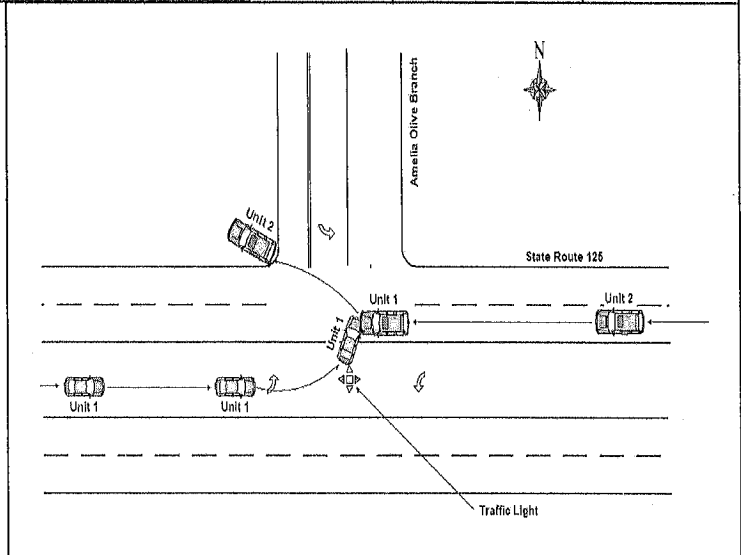 N
Amelia Olive Branch
Unit 2
State Route 125
Unit 1
Unit 2
Unit 1
Unit 1
Unit 1
Traffic Light